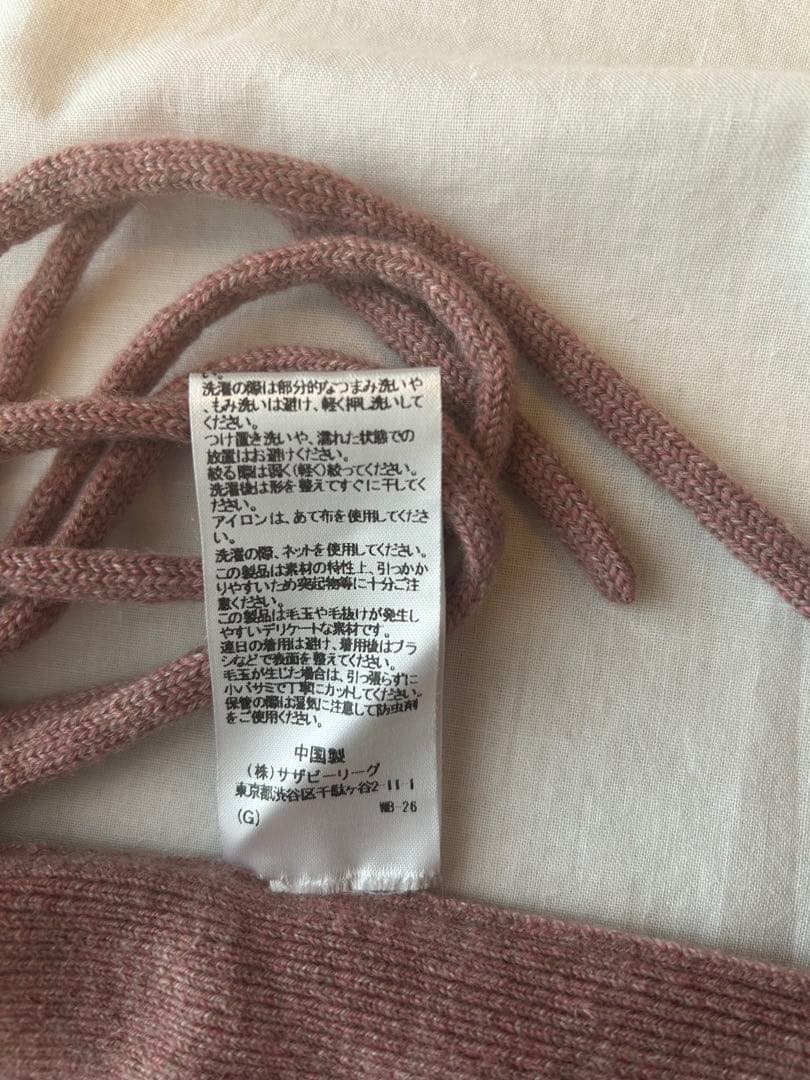 い。
洗濯の際は部分的なつまみ洗いや
、もみ洗いは避け、軽く押し洗いして
ください。
つけ置き洗いや、濡れた状態での
放置はお避けください。
絞る際は弱く(軽く)絞ってください。
洗濯後は形を整えてすぐに干してく
ださい。
アイロンは、あて布を使用してくださ
い。
洗濯の際、ネットを使用してください。
この製品は素材の特性上、引っかか
りやすいため突起物等に十分ご注
意ください。
この製品は毛玉や毛抜けが発生し
やすいデリケートな素材です。
連日の着用は避け、着用後はブラ
シなどで表面を整えてください。
毛玉が生じた場合は、引っ張らずに
小バサミで丁寧にカットしてください。
保管の際は湿気に注意して防虫剤
をご使用ください。
中国製
(株)サザビーリーグ
東京都渋谷区千駄ヶ谷2-11-1
(G) WB-26